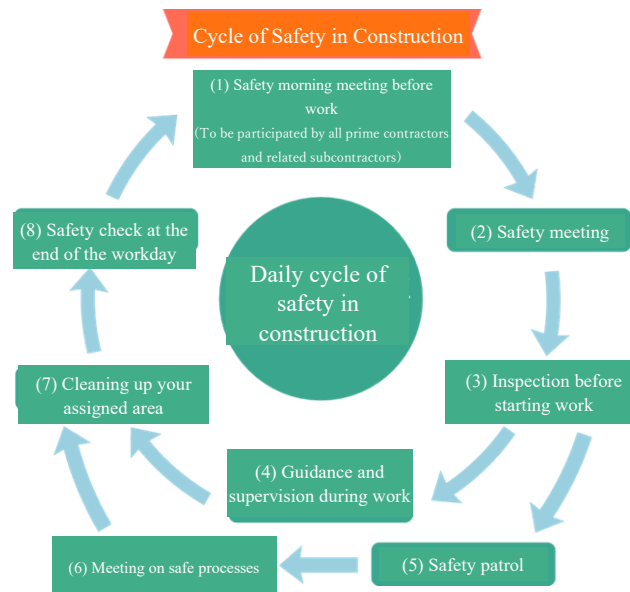 Cycle of Safety in Construction
(1) Safety morning meeting before
work
(To be participated by all prime contractors
and related subcontractors)
(2) Safety meeting
(3) Inspection before
starting work
(4) Guidance and
supervision during work
(5) Safety patrol
(6) Meeting on safe processes
(7) Cleaning up your
assigned area
(8) Safety check at the
end of the workday
Daily cycle of
safety in
construction